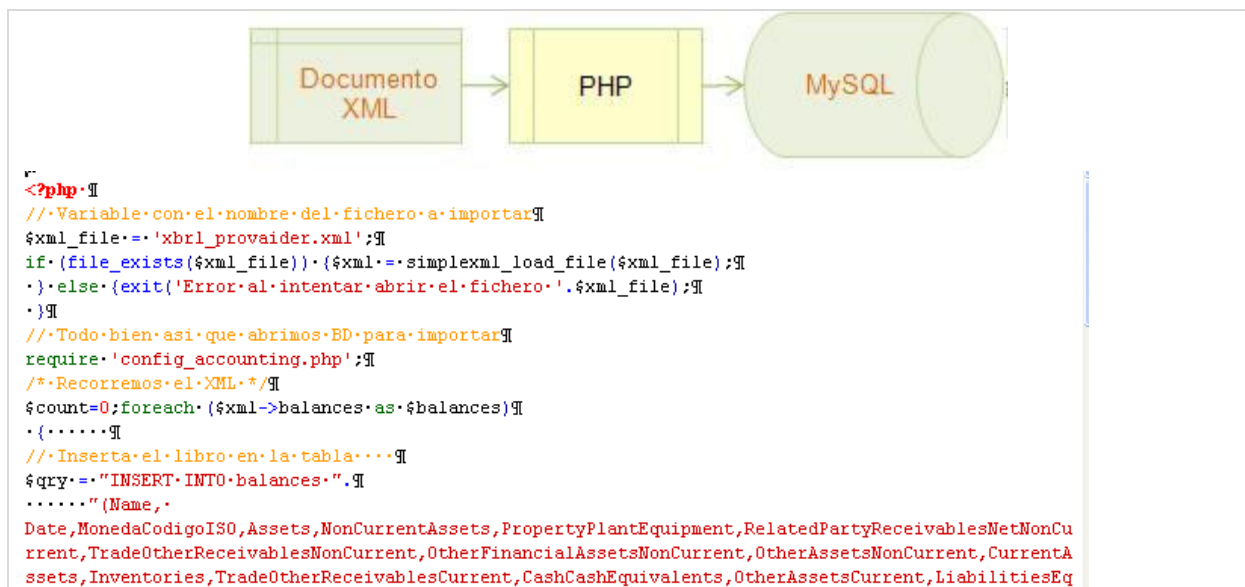 Documento
XML
PHP
MySQL
<?php·¶
//·Variable·con·el·nombre·del·fichero·a·importar¶
$xml_file·=·'xbrl_provaider.xml';¶
if·(file_exists($xml_file))·{$xml·=·simplexml_load_file($xml_file);¶
·}·else·{exit('Error·al·intentar·abrir·el·fichero·'.$xml_file);¶
·}¶
//·Todo·bien·asi·que·abrimos·BD·para·importar¶
require·'config_accounting.php';¶
/*·Recorremos·el·XML·*/¶
$count=0;foreach·($xml->balances·as·$balances)¶
·{······¶
//·Inserta·el·libro·en·la·tabla····¶
$qry·=·"INSERT·INTO·balances·".¶
······"(Name,·
Date,MonedaCodigoISO,Assets,NonCurrentAssets,PropertyPlantEquipment,RelatedPartyReceivablesNetNonCu
rrent,TradeOtherReceivablesNonCurrent,OtherFinancialAssetsNonCurrent,OtherAssetsNonCurrent,CurrentA
ssets,Inventories,TradeOtherReceivablesCurrent,CashCashEquivalents,OtherAssetsCurrent,LiabilitiesEq